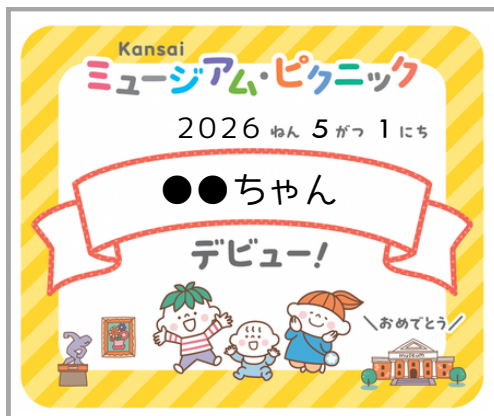 Kansai
ミュージアム・ピクニック
2026 ねん 5 がつ 1 にち
●●ちゃん
デビュー!
＼おめでとう／
museum